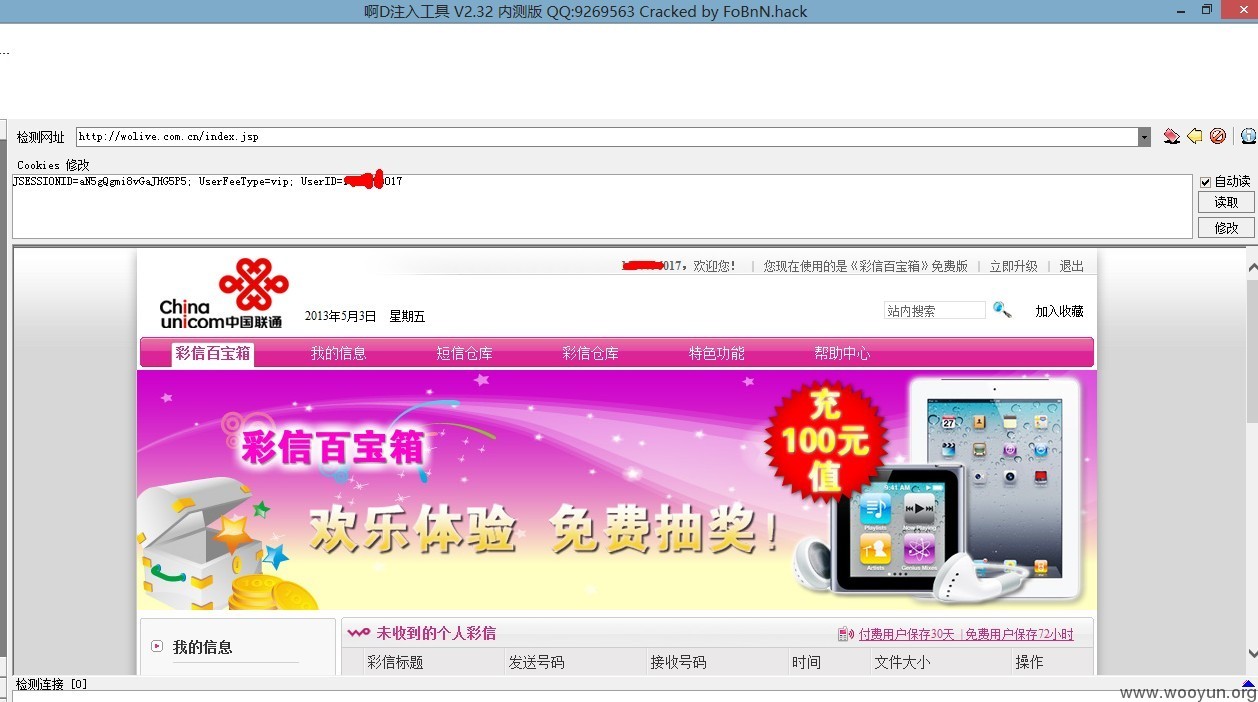 啊D注入工具 V2.32 内测版 QQ:9269563 Cracked by FoBnN.hack
...
检测网址 http://wolive.com.cn/index.jsp
Cookies 修改
JSESSIONID=aN5gQgmi8vGaJHG5P5; UserFeeType=vip; UserID= 017
自动读
读取
修改
017，欢迎您! | 您现在使用的是《彩信百宝箱》免费版 | 立即升级 | 退出
China unicom中国联通
2013年5月3日 星期五
站内搜索 加入收藏
彩信百宝箱 我的信息 短信仓库 彩信仓库 特色功能 帮助中心
彩信百宝箱
充
100元
值
欢乐体验 免费抽奖!
我的信息
未收到的个人彩信
付费用户保存30天 | 免费用户保存72小时
彩信标题 发送号码 接收号码 时间 文件大小 操作
检测连接 [0]
www.wooyun.org